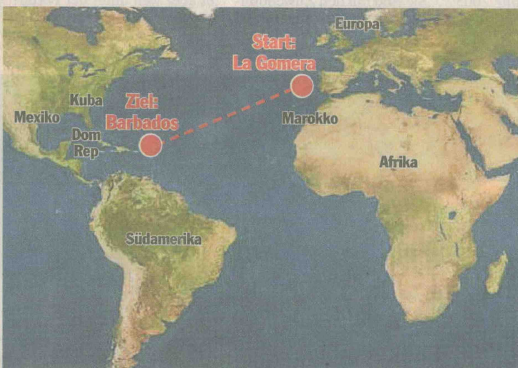 Europa
Start:
La Gomera
Kuba
Mexiko
Ziel:
Barbados
Dom
Rep
Marokko
Afrika
Südamerika